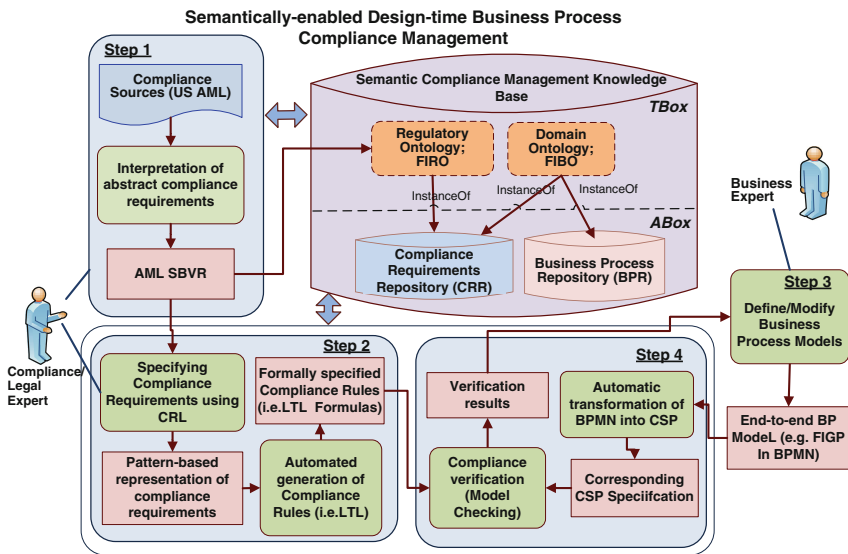 Semantically-enabled Design-time Business Process
Compliance Management
Step 1
Compliance
Sources (US AML)
Interpretation of
abstract compliance
requirements
AML SBVR
Semantic Compliance Management Knowledge
Base
TBox
Regulatory
Ontology;
FIRO
Domain
Ontology;
FIBO
InstanceOf
InstanceOf
InstanceOf
ABox
Compliance
Requirements
Repository (CRR)
Business Process
Repository (BPR)
Business
Expert
Step 3
Define/Modify
Business
Process Models
End-to-end BP
ModeL (e.g. FIGP
In BPMN)
Compliance/
Legal Expert
Step 2
Specifying
Compliance
Requirements using
CRL
Formally specified
Compliance Rules
(i.e.LTL Formulas)
Pattern-based
representation of
compliance
requirements
Automated
generation of
Compliance
Rules (i.e.LTL)
Step 4
Verification
results
Automatic
transformation of
BPMN into CSP
Compliance
verification
(Model
Checking)
Corresponding
CSP Speciifcation